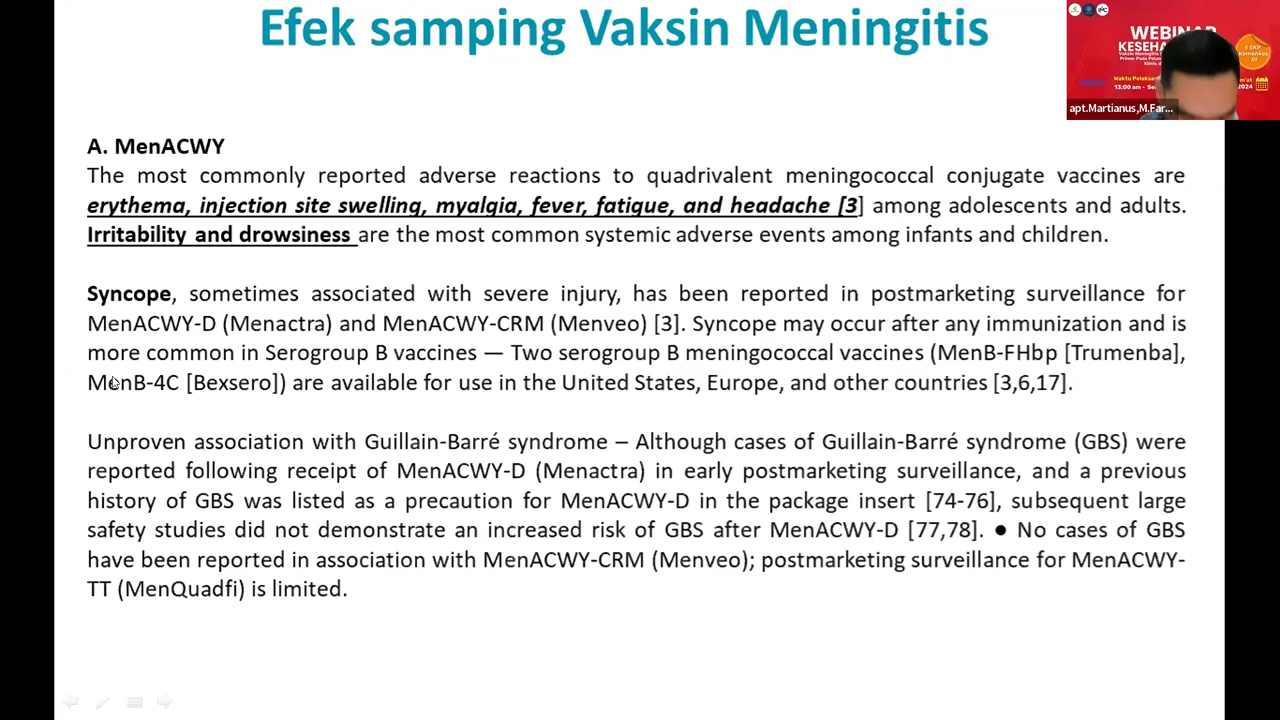 Efek samping Vaksin Meningitis
WEBINAR
5 SKP
Kemenkes
13:00 am - Se
2024
apt.Martianus,M.Far...
A. MenACWY
The most commonly reported adverse reactions to quadrivalent meningococcal conjugate vaccines are
erythema, injection site swelling, myalgia, fever, fatigue, and headache [3] among adolescents and adults.
Irritability and drowsiness are the most common systemic adverse events among infants and children.
Syncope, sometimes associated with severe injury, has been reported in postmarketing surveillance for
MenACWY-D (Menactra) and MenACWY-CRM (Menveo) [3]. Syncope may occur after any immunization and is
more common in Serogroup B vaccines — Two serogroup B meningococcal vaccines (MenB-FHbp [Trumenba],
MenB-4C [Bexsero]) are available for use in the United States, Europe, and other countries [3,6,17].
Unproven association with Guillain-Barré syndrome – Although cases of Guillain-Barré syndrome (GBS) were
reported following receipt of MenACWY-D (Menactra) in early postmarketing surveillance, and a previous
history of GBS was listed as a precaution for MenACWY-D in the package insert [74-76], subsequent large
safety studies did not demonstrate an increased risk of GBS after MenACWY-D [77,78]. ● No cases of GBS
have been reported in association with MenACWY-CRM (Menveo); postmarketing surveillance for MenACWY-
TT (MenQuadfi) is limited.